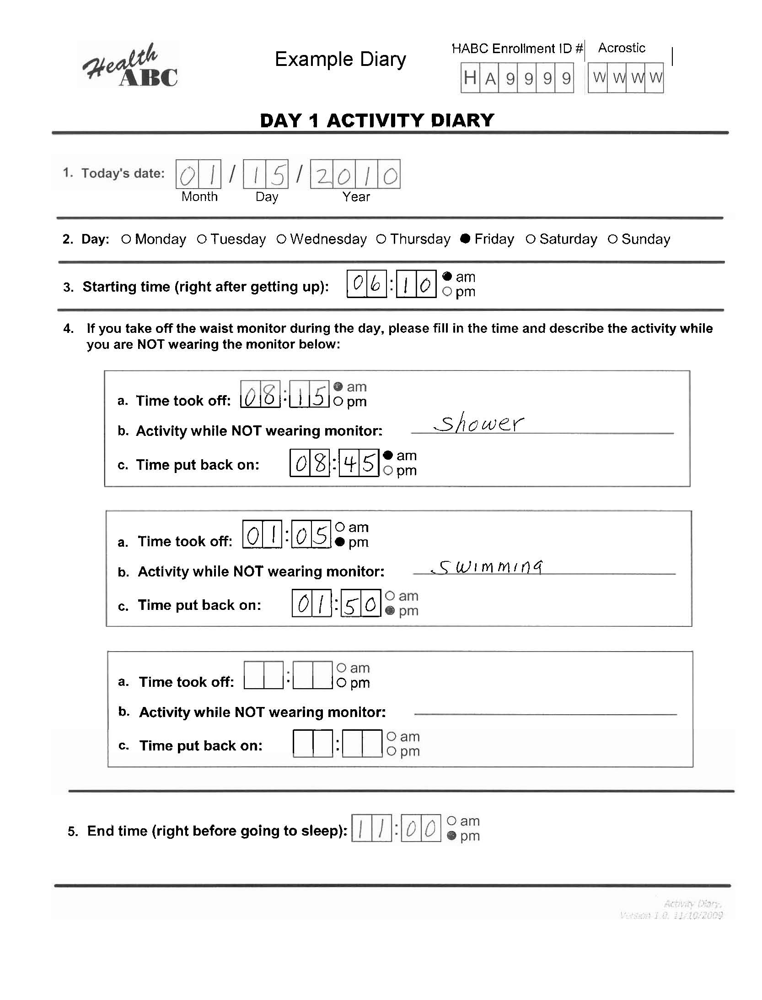 Health ABC
Example Diary
HABC Enrollment ID # Acrostic
H A 9 9 9 9 W W W W
DAY 1 ACTIVITY DIARY
1. Today's date: 01 / 15 / 2010
Month Day Year
2. Day: ○ Monday ○ Tuesday ○ Wednesday ○ Thursday ● Friday ○ Saturday ○ Sunday
3. Starting time (right after getting up): 06:10 ● am
○ pm
4. If you take off the waist monitor during the day, please fill in the time and describe the activity while
you are NOT wearing the monitor below:
a. Time took off: 08:15 ● am
○ pm
b. Activity while NOT wearing monitor: shower
c. Time put back on: 08:45 ● am
○ pm
a. Time took off: 01:05 ○ am
● pm
b. Activity while NOT wearing monitor: swimming
c. Time put back on: 01:50 ○ am
● pm
a. Time took off: : ○ am
○ pm
b. Activity while NOT wearing monitor:
c. Time put back on: : ○ am
○ pm
5. End time (right before going to sleep): 11:00 ○ am
● pm
Activity Diary,
Version 1.0, 11/10/2009